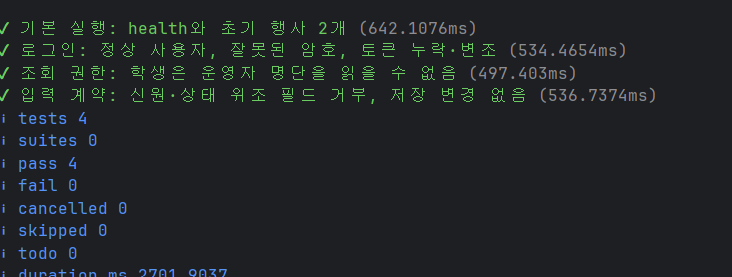 ✔ 기본 실행: health와 초기 행사 2개 (642.1076ms)
✔ 로그인: 정상 사용자, 잘못된 암호, 토큰 누락·변조 (534.4654ms)
✔ 조회 권한: 학생은 운영자 명단을 읽을 수 없음 (497.403ms)
✔ 입력 계약: 신원·상태 위조 필드 거부, 저장 변경 없음 (536.7374ms)
ℹ tests 4
ℹ suites 0
ℹ pass 4
ℹ fail 0
ℹ cancelled 0
ℹ skipped 0
ℹ todo 0
ℹ duration_ms 2701.9037